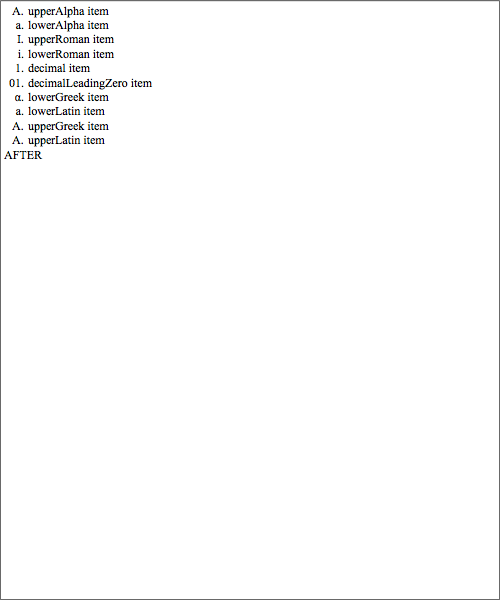 A. upperAlpha item
a. lowerAlpha item
I. upperRoman item
i. lowerRoman item
1. decimal item
01. decimalLeadingZero item
α. lowerGreek item
a. lowerLatin item
A. upperGreek item
A. upperLatin item
AFTER